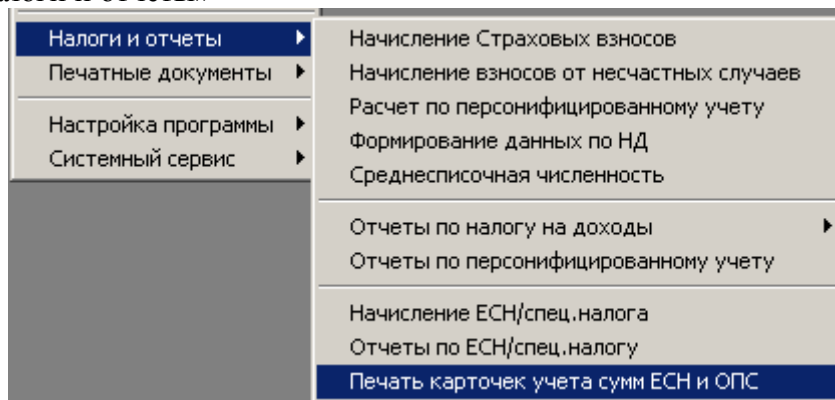 Налоги и отчеты
Печатные документы
Настройка программы
Системный сервис
Начисление Страховых взносов
Начисление взносов от несчастных случаев
Расчет по персонифицированному учету
Формирование данных по НД
Среднесписочная численность
Отчеты по налогу на доходы
Отчеты по персонифицированному учету
Начисление ЕСН/спец.налога
Отчеты по ЕСН/спец.налогу
Печать карточек учета сумм ЕСН и ОПС